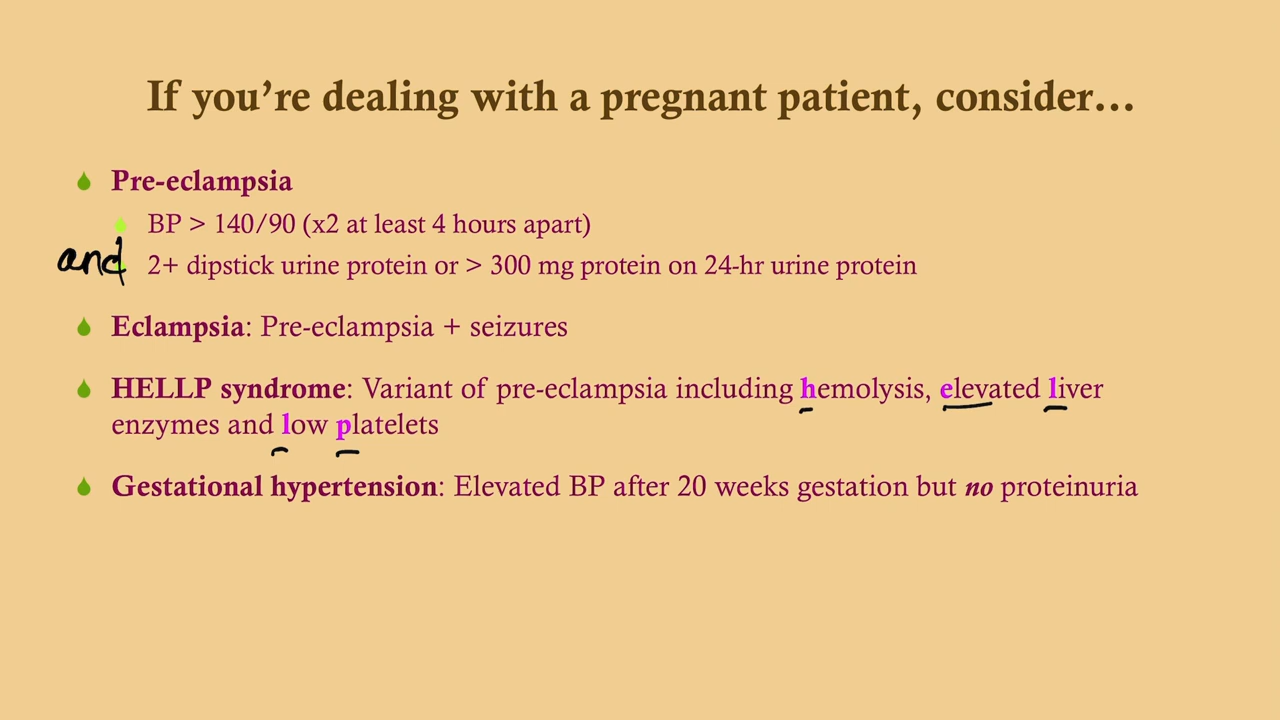 If you're dealing with a pregnant patient, consider...
Pre-eclampsia
BP > 140/90 (x2 at least 4 hours apart)
and 2+ dipstick urine protein or > 300 mg protein on 24-hr urine protein
Eclampsia: Pre-eclampsia + seizures
HELLP syndrome: Variant of pre-eclampsia including hemolysis, elevated liver
enzymes and low platelets
Gestational hypertension: Elevated BP after 20 weeks gestation but no proteinuria